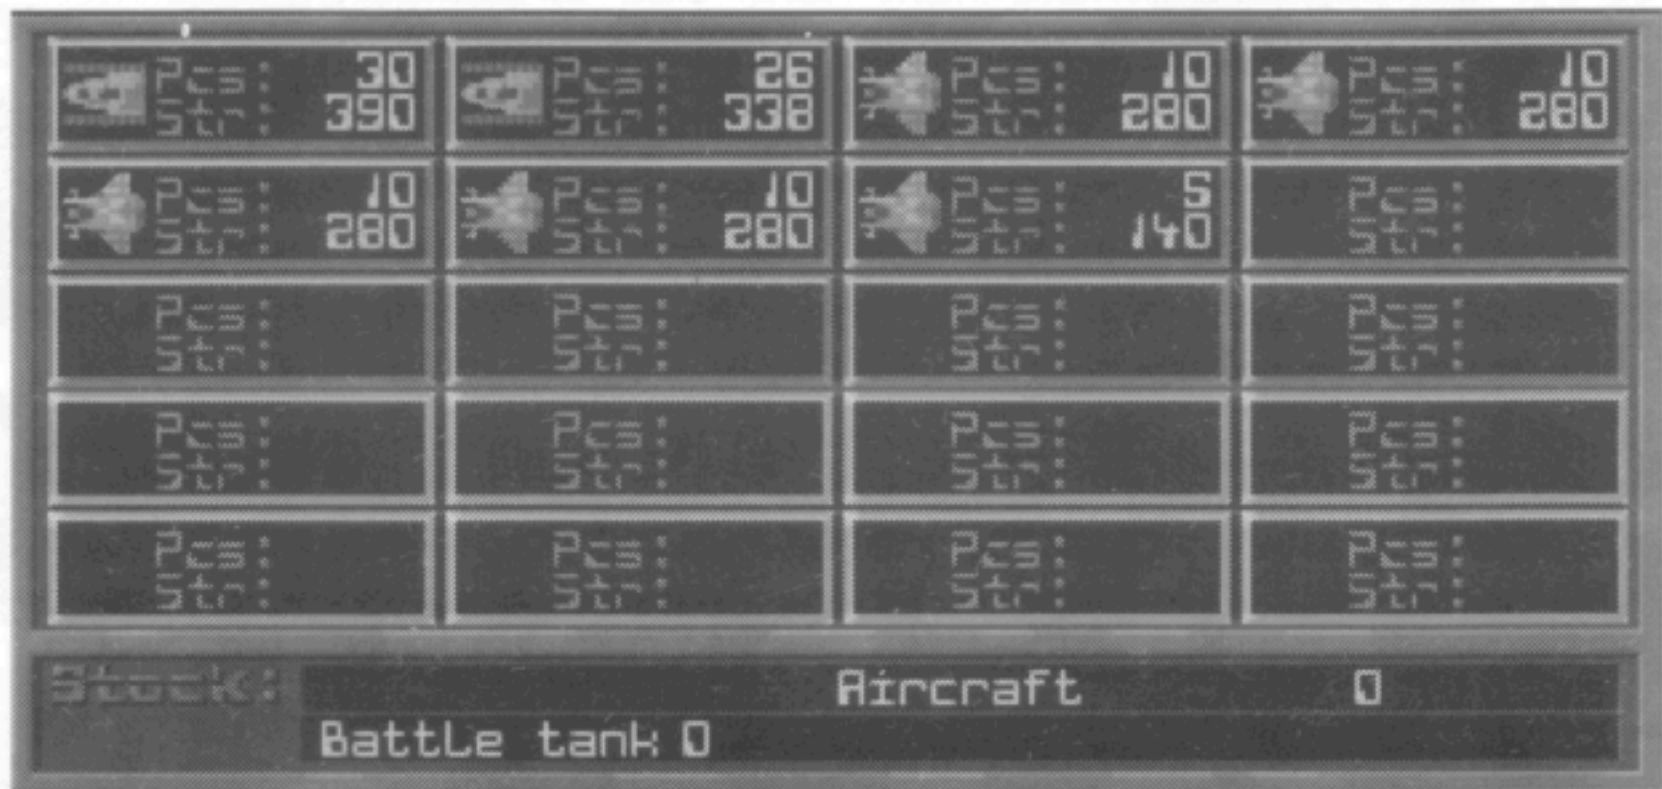 Pcs: 30 Pcs: 26 Pcs: 10 Pcs: 10
Str: 390 Str: 338 Str: 280 Str: 280
Pcs: 10 Pcs: 10 Pcs: 5 Pcs:
Str: 280 Str: 280 Str: 140 Str:
Pcs: Pcs: Pcs: Pcs:
Str: Str: Str: Str:
Pcs: Pcs: Pcs: Pcs:
Str: Str: Str: Str:
Pcs: Pcs: Pcs: Pcs:
Str: Str: Str: Str:
Stock: Aircraft 0
Battle tank 0